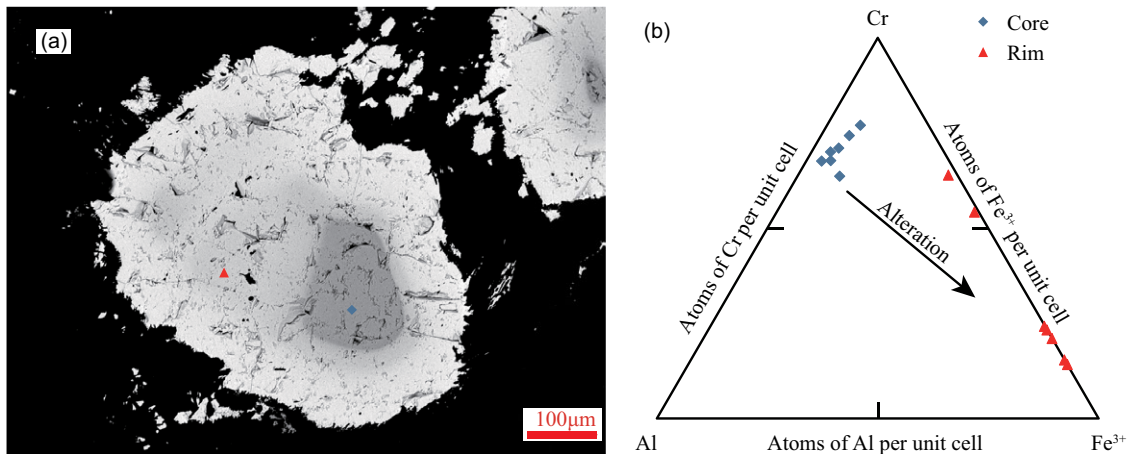 (a)
100μm
(b)
Core
Rim
Cr
Atoms of Cr per unit cell
Atoms of Fe³⁺ per unit cell
Alteration
Al
Atoms of Al per unit cell
Fe³⁺